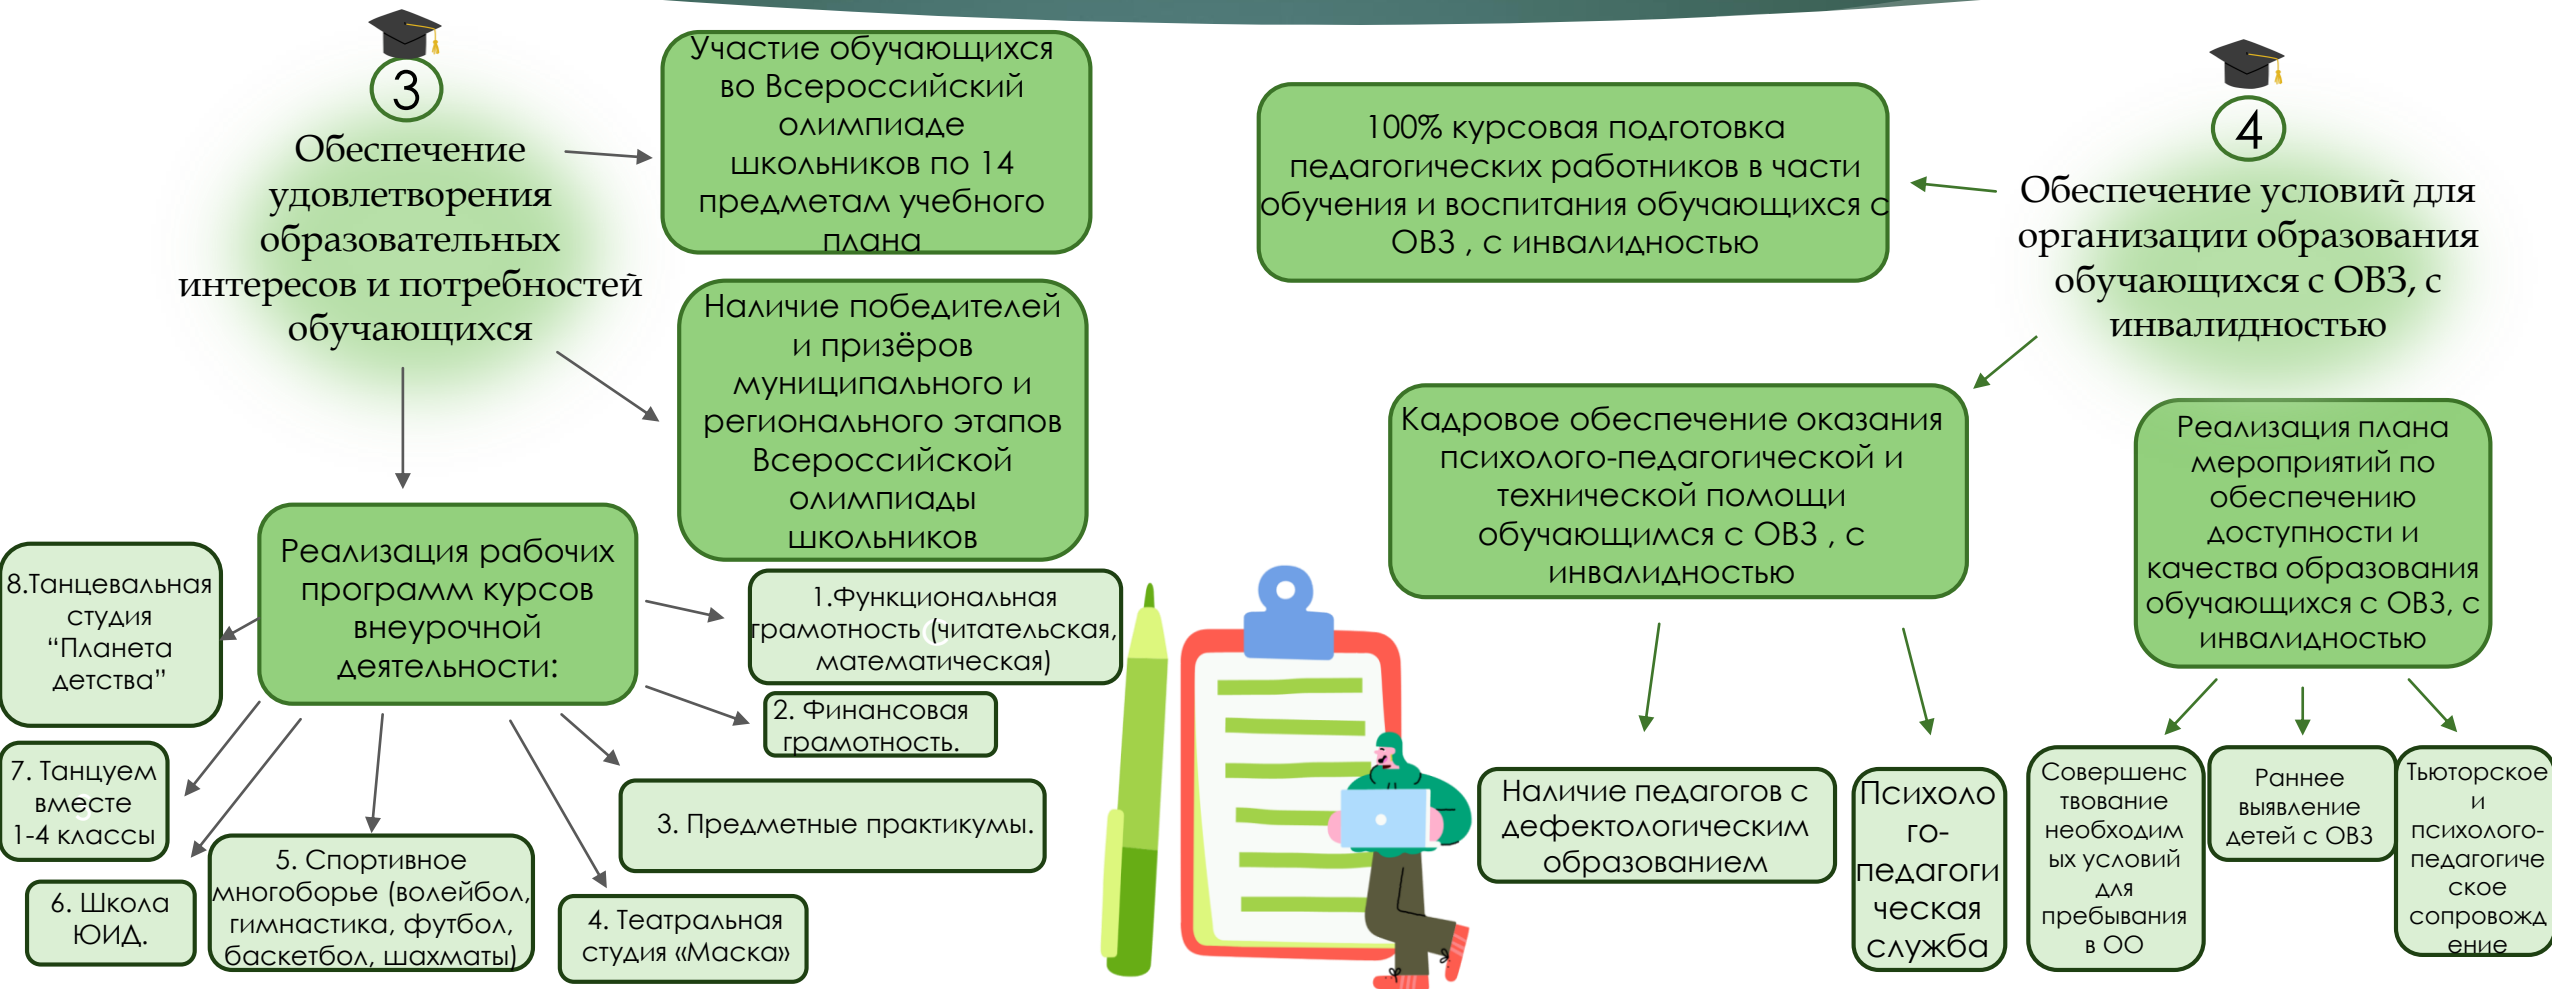 3
Обеспечение
удовлетворения
образовательных
интересов и потребностей
обучающихся
Участие обучающихся
во Всероссийский
олимпиаде
школьников по 14
предметам учебного
плана
Наличие победителей
и призёров
муниципального и
регионального этапов
Всероссийской
олимпиады
школьников
Реализация рабочих
программ курсов
внеурочной
деятельности:
1.Функциональная
грамотность (читательская,
математическая)
2. Финансовая
грамотность.
3. Предметные практикумы.
4. Театральная
студия «Маска»
5. Спортивное
многоборье (волейбол,
гимнастика, футбол,
баскетбол, шахматы)
6. Школа
ЮИД.
7. Танцуем
вместе
1-4 классы
8.Танцевальная
студия
“Планета
детства”
4
Обеспечение условий для
организации образования
обучающихся с ОВЗ, с
инвалидностью
100% курсовая подготовка
педагогических работников в части
обучения и воспитания обучающихся с
ОВЗ , с инвалидностью
Кадровое обеспечение оказания
психолого-педагогической и
технической помощи
обучающимся с ОВЗ , с
инвалидностью
Наличие педагогов с
дефектологическим
образованием
Психоло
го-
педагоги
ческая
служба
Реализация плана
мероприятий по
обеспечению
доступности и
качества образования
обучающихся с ОВЗ, с
инвалидностью
Совершенс
твование
необходим
ых условий
для
пребывания
в ОО
Раннее
выявление
детей с ОВЗ
Тьюторское
и
психолого-
педагогиче
ское
сопровожд
ение